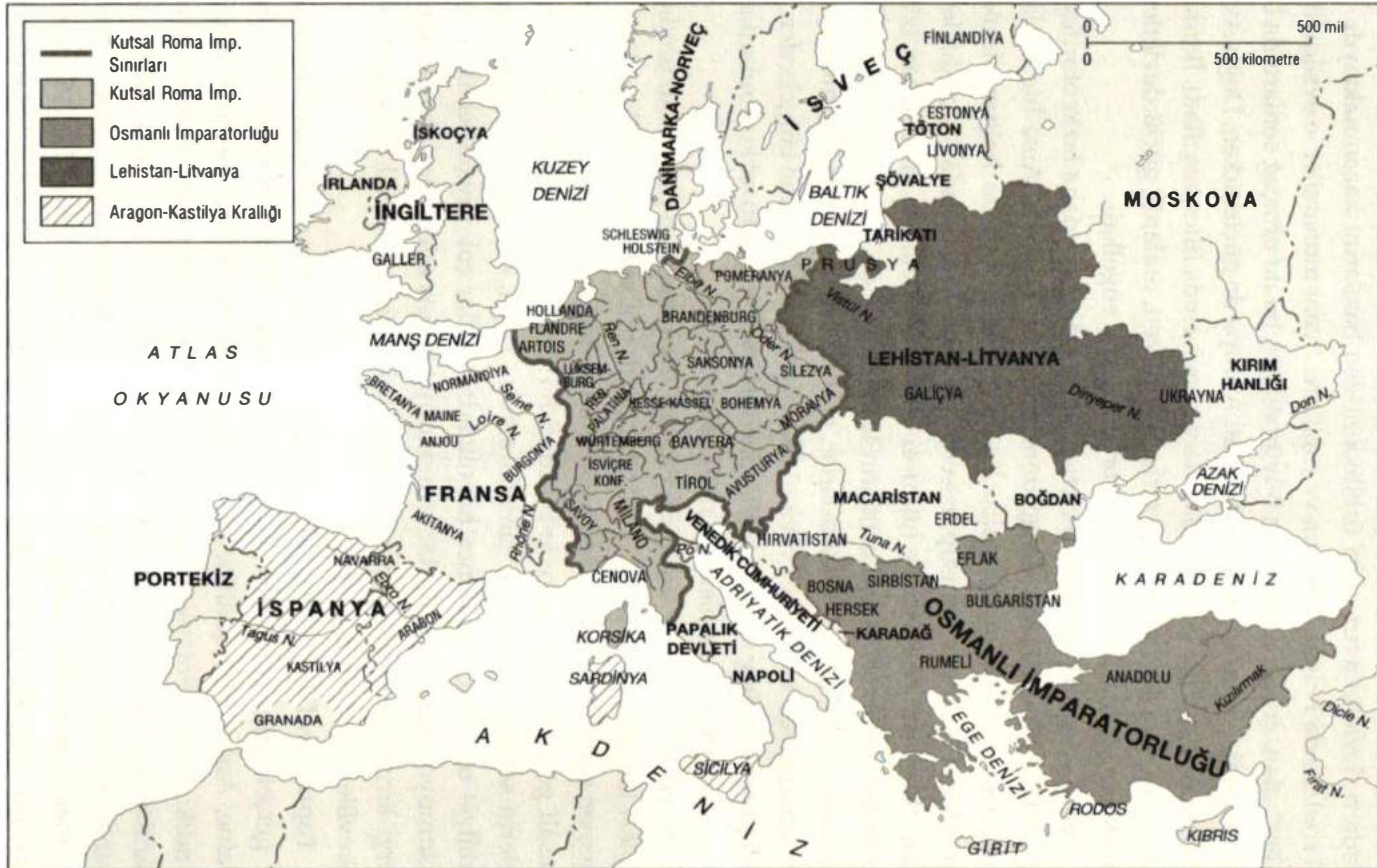 Kutsal Roma İmp.
Sınırları
Kutsal Roma İmp.
Osmanlı İmparatorluğu
Lehistan-Litvanya
Aragon-Kastilya Krallığı
0 500 mil
0 500 kilometre
FİNLANDİYA
İSVEÇ
DANİMARKA-NORVEÇ
ESTONYA
TÖTON
LİVONYA
İSKOÇYA
KUZEY
DENİZİ
BALTIK
DENİZİ
ŞÖVALYE
MOSKOVA
İRLANDA
İNGİLTERE
TARİKATI
SCHLESWIG
HOLSTEIN
GALLER
PRUSYA
Elbe N.
POMERANYA
Vistül N.
HOLLANDA
FLANDRE
ARTOIS
BRANDENBURG
MANŞ DENİZİ
Ren N.
Oder N.
ATLAS
OKYANUSU
LÜKSEM-
BURG
SAKSONYA
SİLEZYA
LEHİSTAN-LİTVANYA
KIRIM
HANLIĞI
NORMANDİYA
Seine N.
BRETANYA
MAINE
Loire N.
REN
PALATINA
HESSE-KASSEL
BOHEMYA
MORAVYA
GALİÇYA
Dinyeper N.
UKRAYNA
Don N.
ANJOU
BURGONYA
WÜRTEMBERG
BAVYERA
AVUSTURYA
İSVİÇRE
KONF.
TİROL
AZAK
DENİZİ
FRANSA
SAVOY
MİLANO
MACARİSTAN
BOĞDAN
AKİTANYA
Rhône N.
VENEDİK CUMHURİYETİ
HIRVATİSTAN
ERDEL
Tuna N.
Po N.
EFLAK
NAVARRA
CENOVA
KARADENİZ
PORTEKİZ
Ebro N.
ADRİYATİK DENİZİ
BOSNA
HERSEK
SIRBİSTAN
BULGARİSTAN
İSPANYA
ARAGON
Tagus N.
KORSİKA
PAPALIK
DEVLETİ
KARADAĞ
OSMANLI İMPARATORLUĞU
KASTİLYA
SARDİNYA
NAPOLİ
RUMELİ
ANADOLU
Kızılırmak
GRANADA
Dicle N.
AKDENİZ
EGE DENİZİ
SİCİLYA
Fırat N.
RODOS
GİRİT
KIBRIS